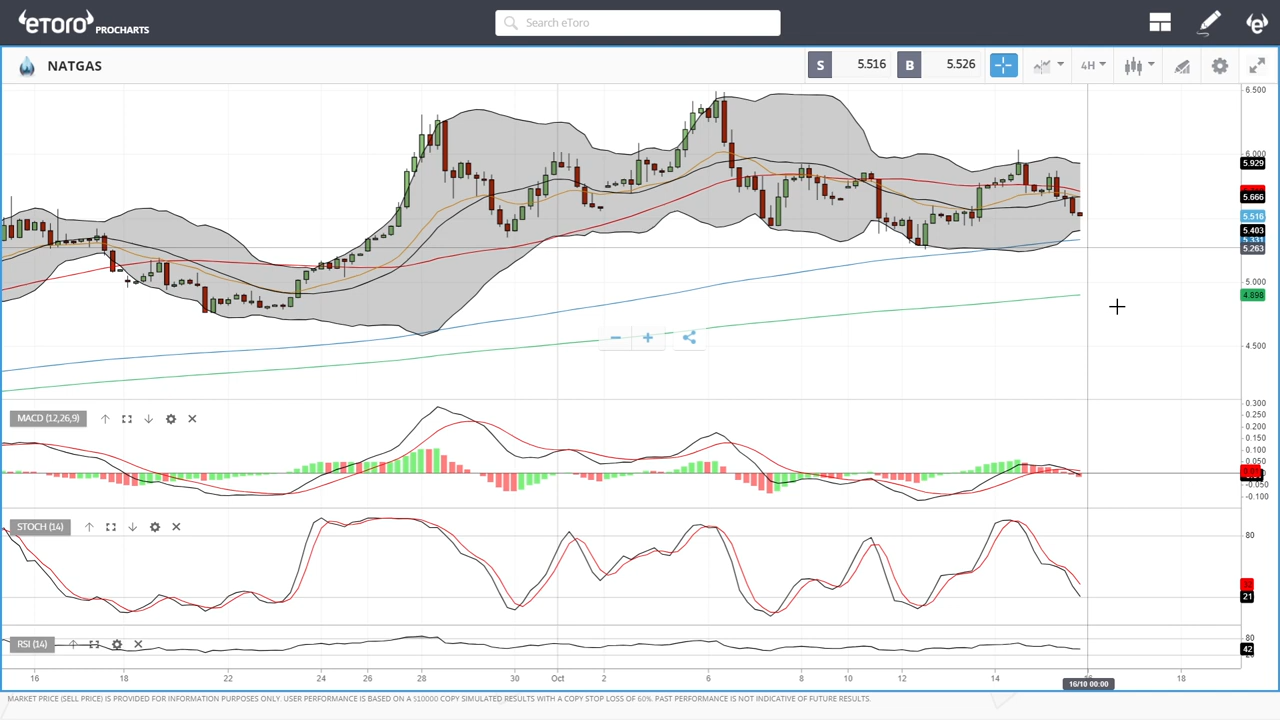 eToro PROCHARTS
Search eToro
NATGAS
S 5.516 B 5.526
4H
6.500
6.000
5.929
5.666
5.516
5.403
5.331
5.263
5.000
4.898
4.500
MACD (12,26,9)
0.300
0.250
0.200
0.150
0.100
0.050
-0.050
-0.100
STOCH (14)
80
32
21
RSI (14)
80
42
16 18 22 24 26 28 30 Oct 2 6 8 10 12 14 18
16/10 00:00
MARKET PRICE (SELL PRICE) IS PROVIDED FOR INFORMATION PURPOSES ONLY. USER PERFORMANCE IS BASED ON A $10000 COPY SIMULATED RESULTS WITH A COPY STOP LOSS OF 60%. PAST PERFORMANCE IS NOT INDICATIVE OF FUTURE RESULTS.